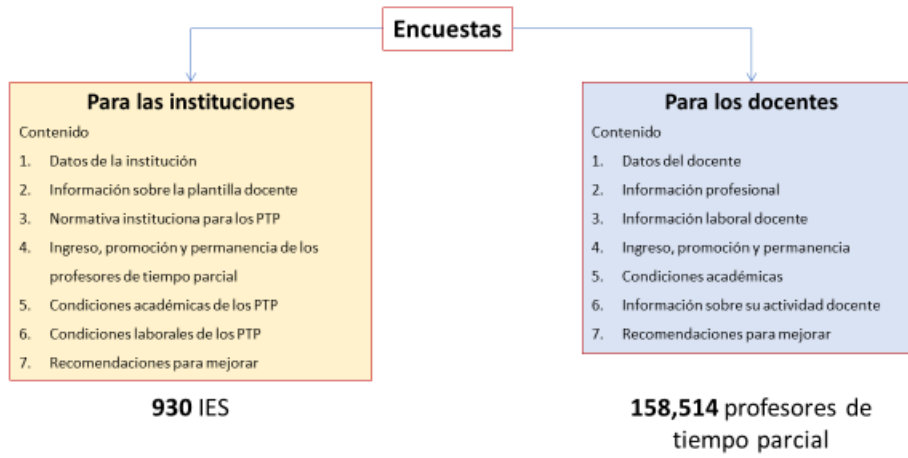 Encuestas
Para las instituciones
Contenido
1. Datos de la institución
2. Información sobre la plantilla docente
3. Normativa instituciona para los PTP
4. Ingreso, promoción y permanencia de los
profesores de tiempo parcial
5. Condiciones académicas de los PTP
6. Condiciones laborales de los PTP
7. Recomendaciones para mejorar
930 IES
Para los docentes
Contenido
1. Datos del docente
2. Información profesional
3. Información laboral docente
4. Ingreso, promoción y permanencia
5. Condiciones académicas
6. Información sobre su actividad docente
7. Recomendaciones para mejorar
158,514 profesores de
tiempo parcial